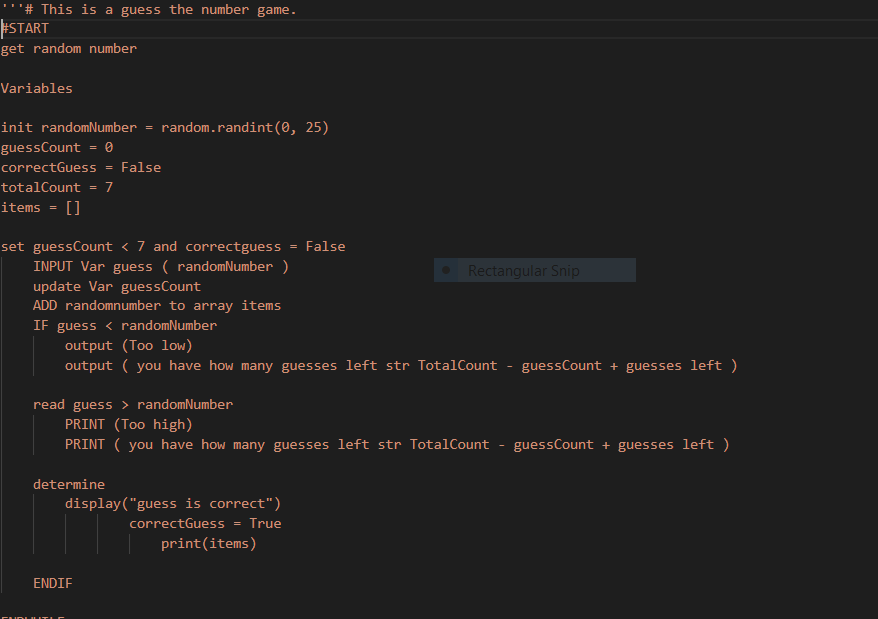 '''# This is a guess the number game.
#START
get random number
Variables
init randomNumber = random.randint(0, 25)
guessCount = 0
correctGuess = False
totalCount = 7
items = []
set guessCount < 7 and correctguess = False
INPUT Var guess ( randomNumber )
Rectangular Snip
update Var guessCount
ADD randomnumber to array items
IF guess < randomNumber
output (Too low)
output ( you have how many guesses left str TotalCount - guessCount + guesses left )
read guess > randomNumber
PRINT (Too high)
PRINT ( you have how many guesses left str TotalCount - guessCount + guesses left )
determine
display("guess is correct")
correctGuess = True
print(items)
ENDIF